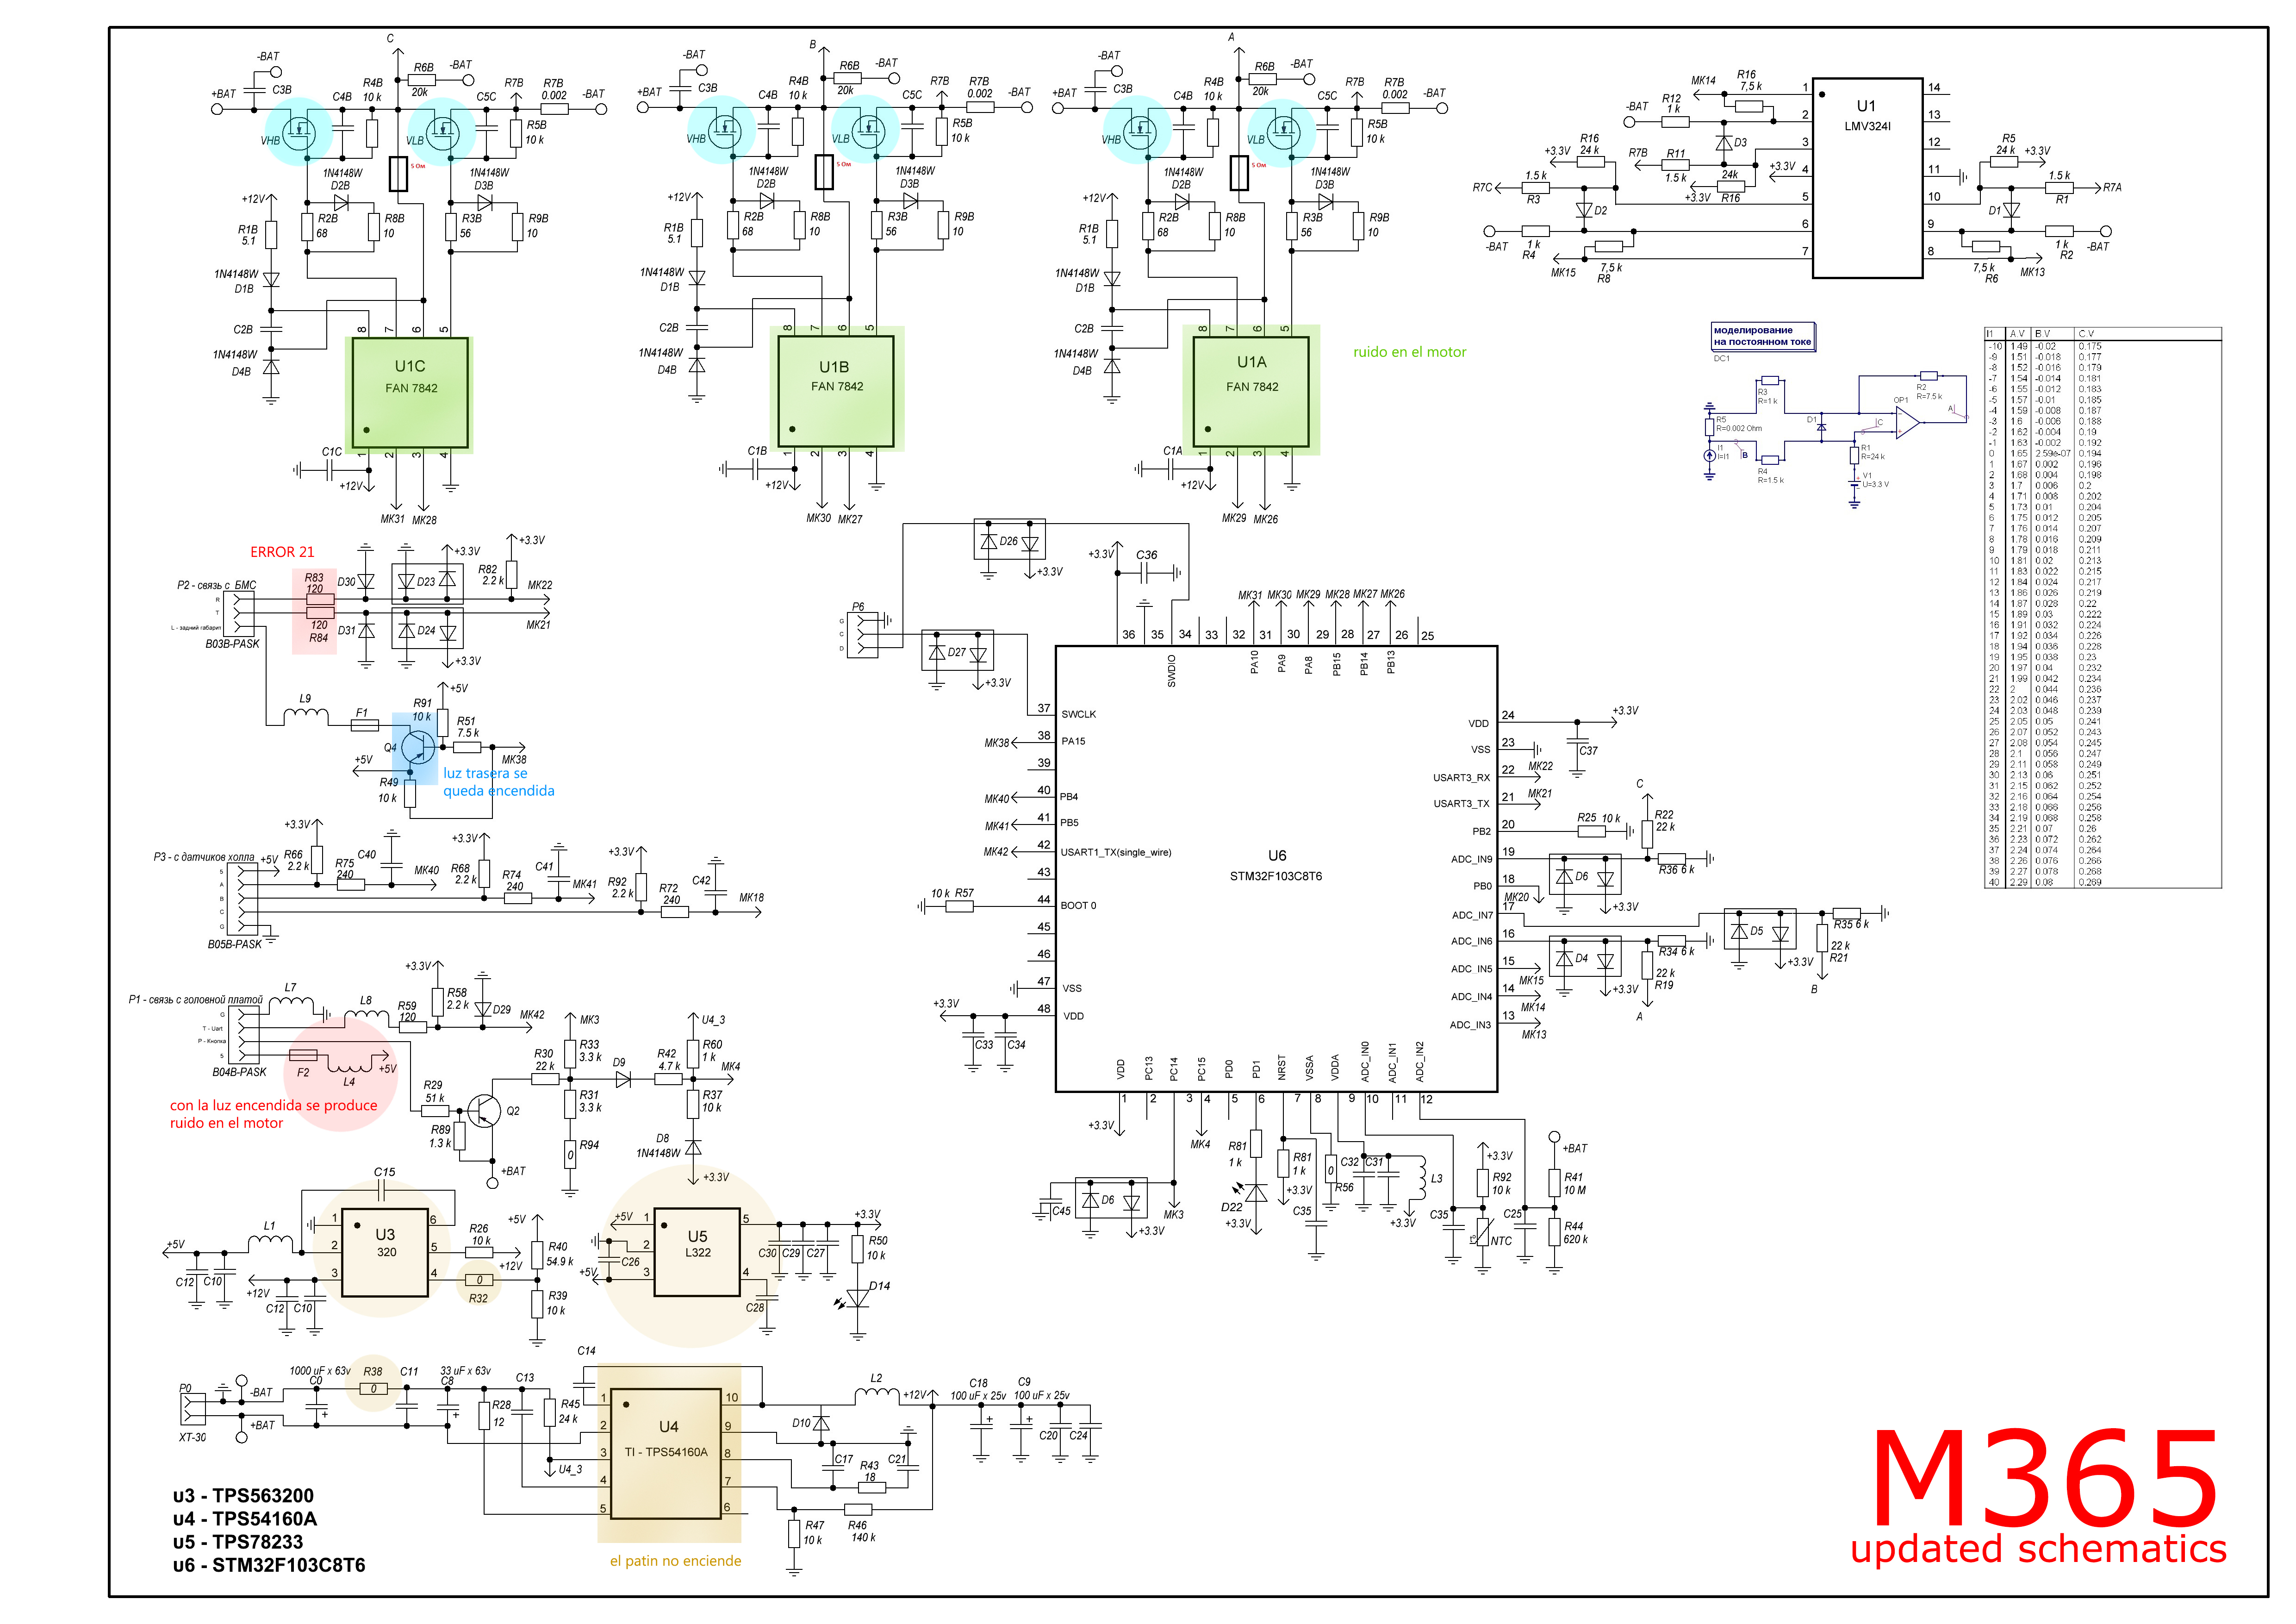 C
-BAT
R6B
-BAT
20k
R4B
10 k
C3B
+BAT
C4B
C5C
R7B
R7B
0.002
-BAT
R5B
10 k
VHB
VLB
5 Ом
1N4148W
D2B
1N4148W
D3B
+12V
R1B
5.1
R2B
68
R8B
10
R3B
56
R9B
10
1N4148W
D1B
C2B
1N4148W
D4B
8
7
6
5
U1C
FAN 7842
1
2
3
4
C1C
+12V
MK31
MK28
B
-BAT
R6B
-BAT
20k
R4B
10 k
C3B
+BAT
C4B
C5C
R7B
R7B
0.002
-BAT
R5B
10 k
VHB
VLB
5 Ом
1N4148W
D2B
1N4148W
D3B
+12V
R1B
5.1
R2B
68
R8B
10
R3B
56
R9B
10
1N4148W
D1B
C2B
1N4148W
D4B
8
7
6
5
U1B
FAN 7842
1
2
3
4
C1B
+12V
MK30
MK27
A
-BAT
R6B
-BAT
20k
R4B
10 k
C3B
+BAT
C4B
C5C
R7B
R7B
0.002
-BAT
R5B
10 k
VHB
VLB
5 Ом
1N4148W
D2B
1N4148W
D3B
+12V
R1B
5.1
R2B
68
R8B
10
R3B
56
R9B
10
1N4148W
D1B
C2B
1N4148W
D4B
8
7
6
5
U1A
FAN 7842
1
2
3
4
C1A
+12V
MK29
MK26
ruido en el motor
MK14
R16
7,5 k
R12
1 k
-BAT
D3
R16
24 k
+3.3V
R7B
R11
1.5 k
+3.3V
24k
R16
+3.3V
R7C
1.5 k
R3
D2
-BAT
1 k
R4
7,5 k
R8
MK15
1
2
3
4
5
6
7
U1
LMV324I
14
13
12
11
10
9
8
R5
24 k
+3.3V
1.5 k
R1
R7A
D1
1 k
R2
-BAT
7,5 k
R6
MK13
моделирование
на постоянном токе
DC1
R3
R=1 k
R2
R=7.5 k
OP1
A
R5
R=0.002 Ohm
D1
C
I1
I=I1
B
R4
R=1.5 k
R1
R=24 k
V1
U=3.3 V
I1 A.V B.V C.V
-10 1.49 -0.02 0.175
-9 1.51 -0.018 0.177
-8 1.52 -0.016 0.179
-7 1.54 -0.014 0.181
-6 1.55 -0.012 0.183
-5 1.57 -0.01 0.185
-4 1.59 -0.008 0.187
-3 1.6 -0.006 0.188
-2 1.62 -0.004 0.19
-1 1.63 -0.002 0.192
0 1.65 2.59e-07 0.194
1 1.67 0.002 0.196
2 1.68 0.004 0.198
3 1.7 0.006 0.2
4 1.71 0.008 0.202
5 1.73 0.01 0.204
6 1.75 0.012 0.205
7 1.76 0.014 0.207
8 1.78 0.016 0.209
9 1.79 0.018 0.211
10 1.81 0.02 0.213
11 1.83 0.022 0.215
12 1.84 0.024 0.217
13 1.86 0.026 0.219
14 1.87 0.028 0.22
15 1.89 0.03 0.222
16 1.91 0.032 0.224
17 1.92 0.034 0.226
18 1.94 0.036 0.228
19 1.95 0.038 0.23
20 1.97 0.04 0.232
21 1.99 0.042 0.234
22 2 0.044 0.236
23 2.02 0.046 0.237
24 2.03 0.048 0.239
25 2.05 0.05 0.241
26 2.07 0.052 0.243
27 2.08 0.054 0.245
28 2.1 0.056 0.247
29 2.11 0.058 0.249
30 2.13 0.06 0.251
31 2.15 0.062 0.252
32 2.16 0.064 0.254
33 2.18 0.066 0.256
34 2.19 0.068 0.258
35 2.21 0.07 0.26
36 2.23 0.072 0.262
37 2.24 0.074 0.264
38 2.26 0.076 0.266
39 2.27 0.078 0.268
40 2.29 0.08 0.269
ERROR 21
P2 - связь с БМС
R
T
L - задний габарит
B03B-PASK
R83
120
120
R84
D30
D31
D23
D24
+3.3V
+3.3V
R82
2.2 k
+3.3V
MK22
MK21
L9
F1
R91
10 k
+5V
R51
7.5 k
Q4
MK38
+5V
R49
10 k
luz trasera se
queda encendida
P3 - с датчиков холла
5
A
B
C
G
B05B-PASK
+5V
+3.3V
R66
2.2 k
R75
240
C40
MK40
+3.3V
R68
2.2 k
R74
240
C41
MK41
+3.3V
R92
2.2 k
R72
240
C42
MK18
P1 - связь с головной платой
G
T - Uart
P - Кнопка
5
B04B-PASK
L7
L8
R59
120
+3.3V
R58
2.2 k
D29
MK42
F2
L4
+5V
con la luz encendida se produce
ruido en el motor
R29
51 k
R89
1.3 k
Q2
+BAT
R30
22 k
MK3
R33
3.3 k
R31
3.3 k
R94
0
D9
R42
4.7 k
U4_3
R60
1 k
MK4
R37
10 k
D8
1N4148W
+3.3V
C15
L1
+5V
C12
C10
+12V
C12
C10
1
2
3
U3
320
6
5
4
R26
10 k
+12V
0
R32
+5V
R40
54.9 k
R39
10 k
+5V
C26
+5V
1
2
3
U5
L322
5
4
C28
C30
C29
C27
+3.3V
R50
10 k
D14
P0
XT-30
-BAT
+BAT
1000 uF x 63v
C0
R38
0
C11
33 uF x 63v
C8
R28
12
C13
R45
24 k
U4_3
C14
1
2
3
4
5
U4
TI - TPS54160A
10
9
8
7
6
el patin no enciende
D10
L2
+12V
C17
R43
18
C21
R47
10 k
R46
140 k
C18
100 uF x 25v
C9
100 uF x 25v
C20
C24
u3 - TPS563200
u4 - TPS54160A
u5 - TPS78233
u6 - STM32F103C8T6
D26
+3.3V
P6
G
C
D
D27
+3.3V
+3.3V
C36
MK31
MK30
MK29
MK28
MK27
MK26
36
35
34
33
32
31
30
29
28
27
26
25
SWDIO
PA10
PA9
PA8
PB15
PB14
PB13
37
SWCLK
MK38
38
PA15
39
MK40
40
PB4
MK41
41
PB5
MK42
42
USART1_TX(single_wire)
43
10 k R57
44
BOOT 0
45
46
47
VSS
+3.3V
48
VDD
C33
C34
U6
STM32F103C8T6
VDD
24
+3.3V
C37
VSS
23
USART3_RX
22
MK22
USART3_TX
21
MK21
PB2
20
R25 10 k
ADC_IN9
19
D6
+3.3V
C
R22
22 k
R36 6 k
PB0
18
MK20
ADC_IN7
17
D5
+3.3V
R35 6 k
22 k
R21
B
ADC_IN6
16
D4
+3.3V
R34 6 k
22 k
R19
A
ADC_IN5
15
MK15
ADC_IN4
14
MK14
ADC_IN3
13
MK13
VDD
PC13
PC14
PC15
PD0
PD1
NRST
VSSA
VDDA
ADC_IN0
ADC_IN1
ADC_IN2
1
2
3
4
5
6
7
8
9
10
11
12
+3.3V
C45
D6
+3.3V
MK3
MK4
R81
1 k
D22
+3.3V
R81
1 k
+3.3V
C35
0
R56
C32
C31
L3
+3.3V
C35
+3.3V
R92
10 k
NTC
C25
+BAT
R41
10 M
R44
620 k
M365
updated schematics